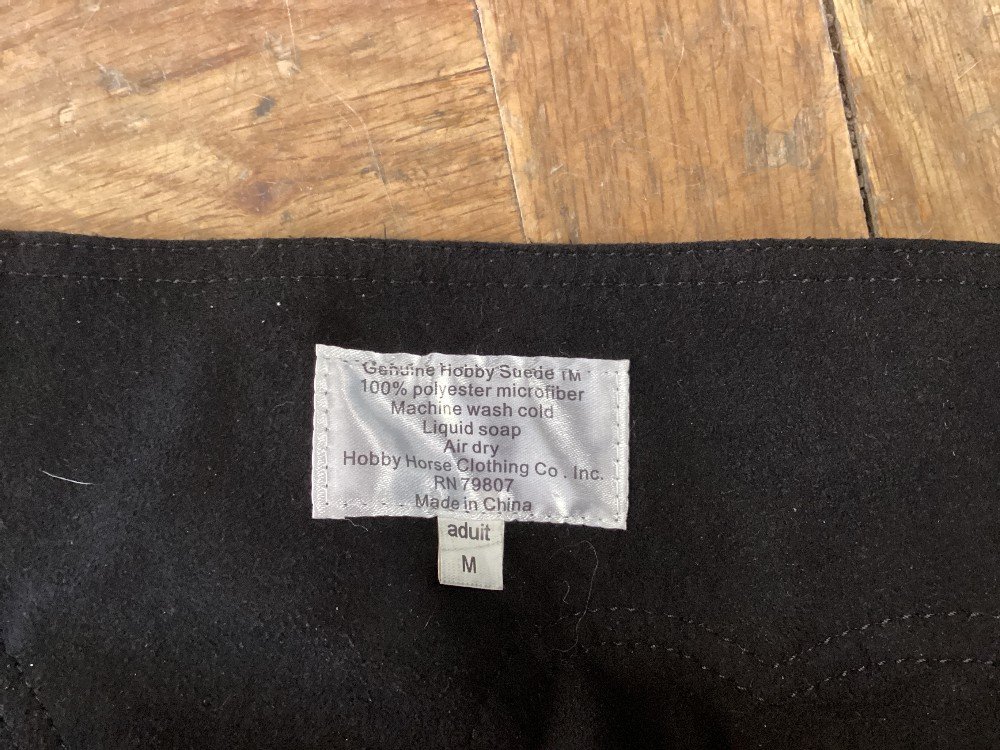 Genuine Hobby Suede TM
100% polyester microfiber
Machine wash cold
Liquid soap
Air dry
Hobby Horse Clothing Co . Inc.
RN 79807
Made in China
aduit
M